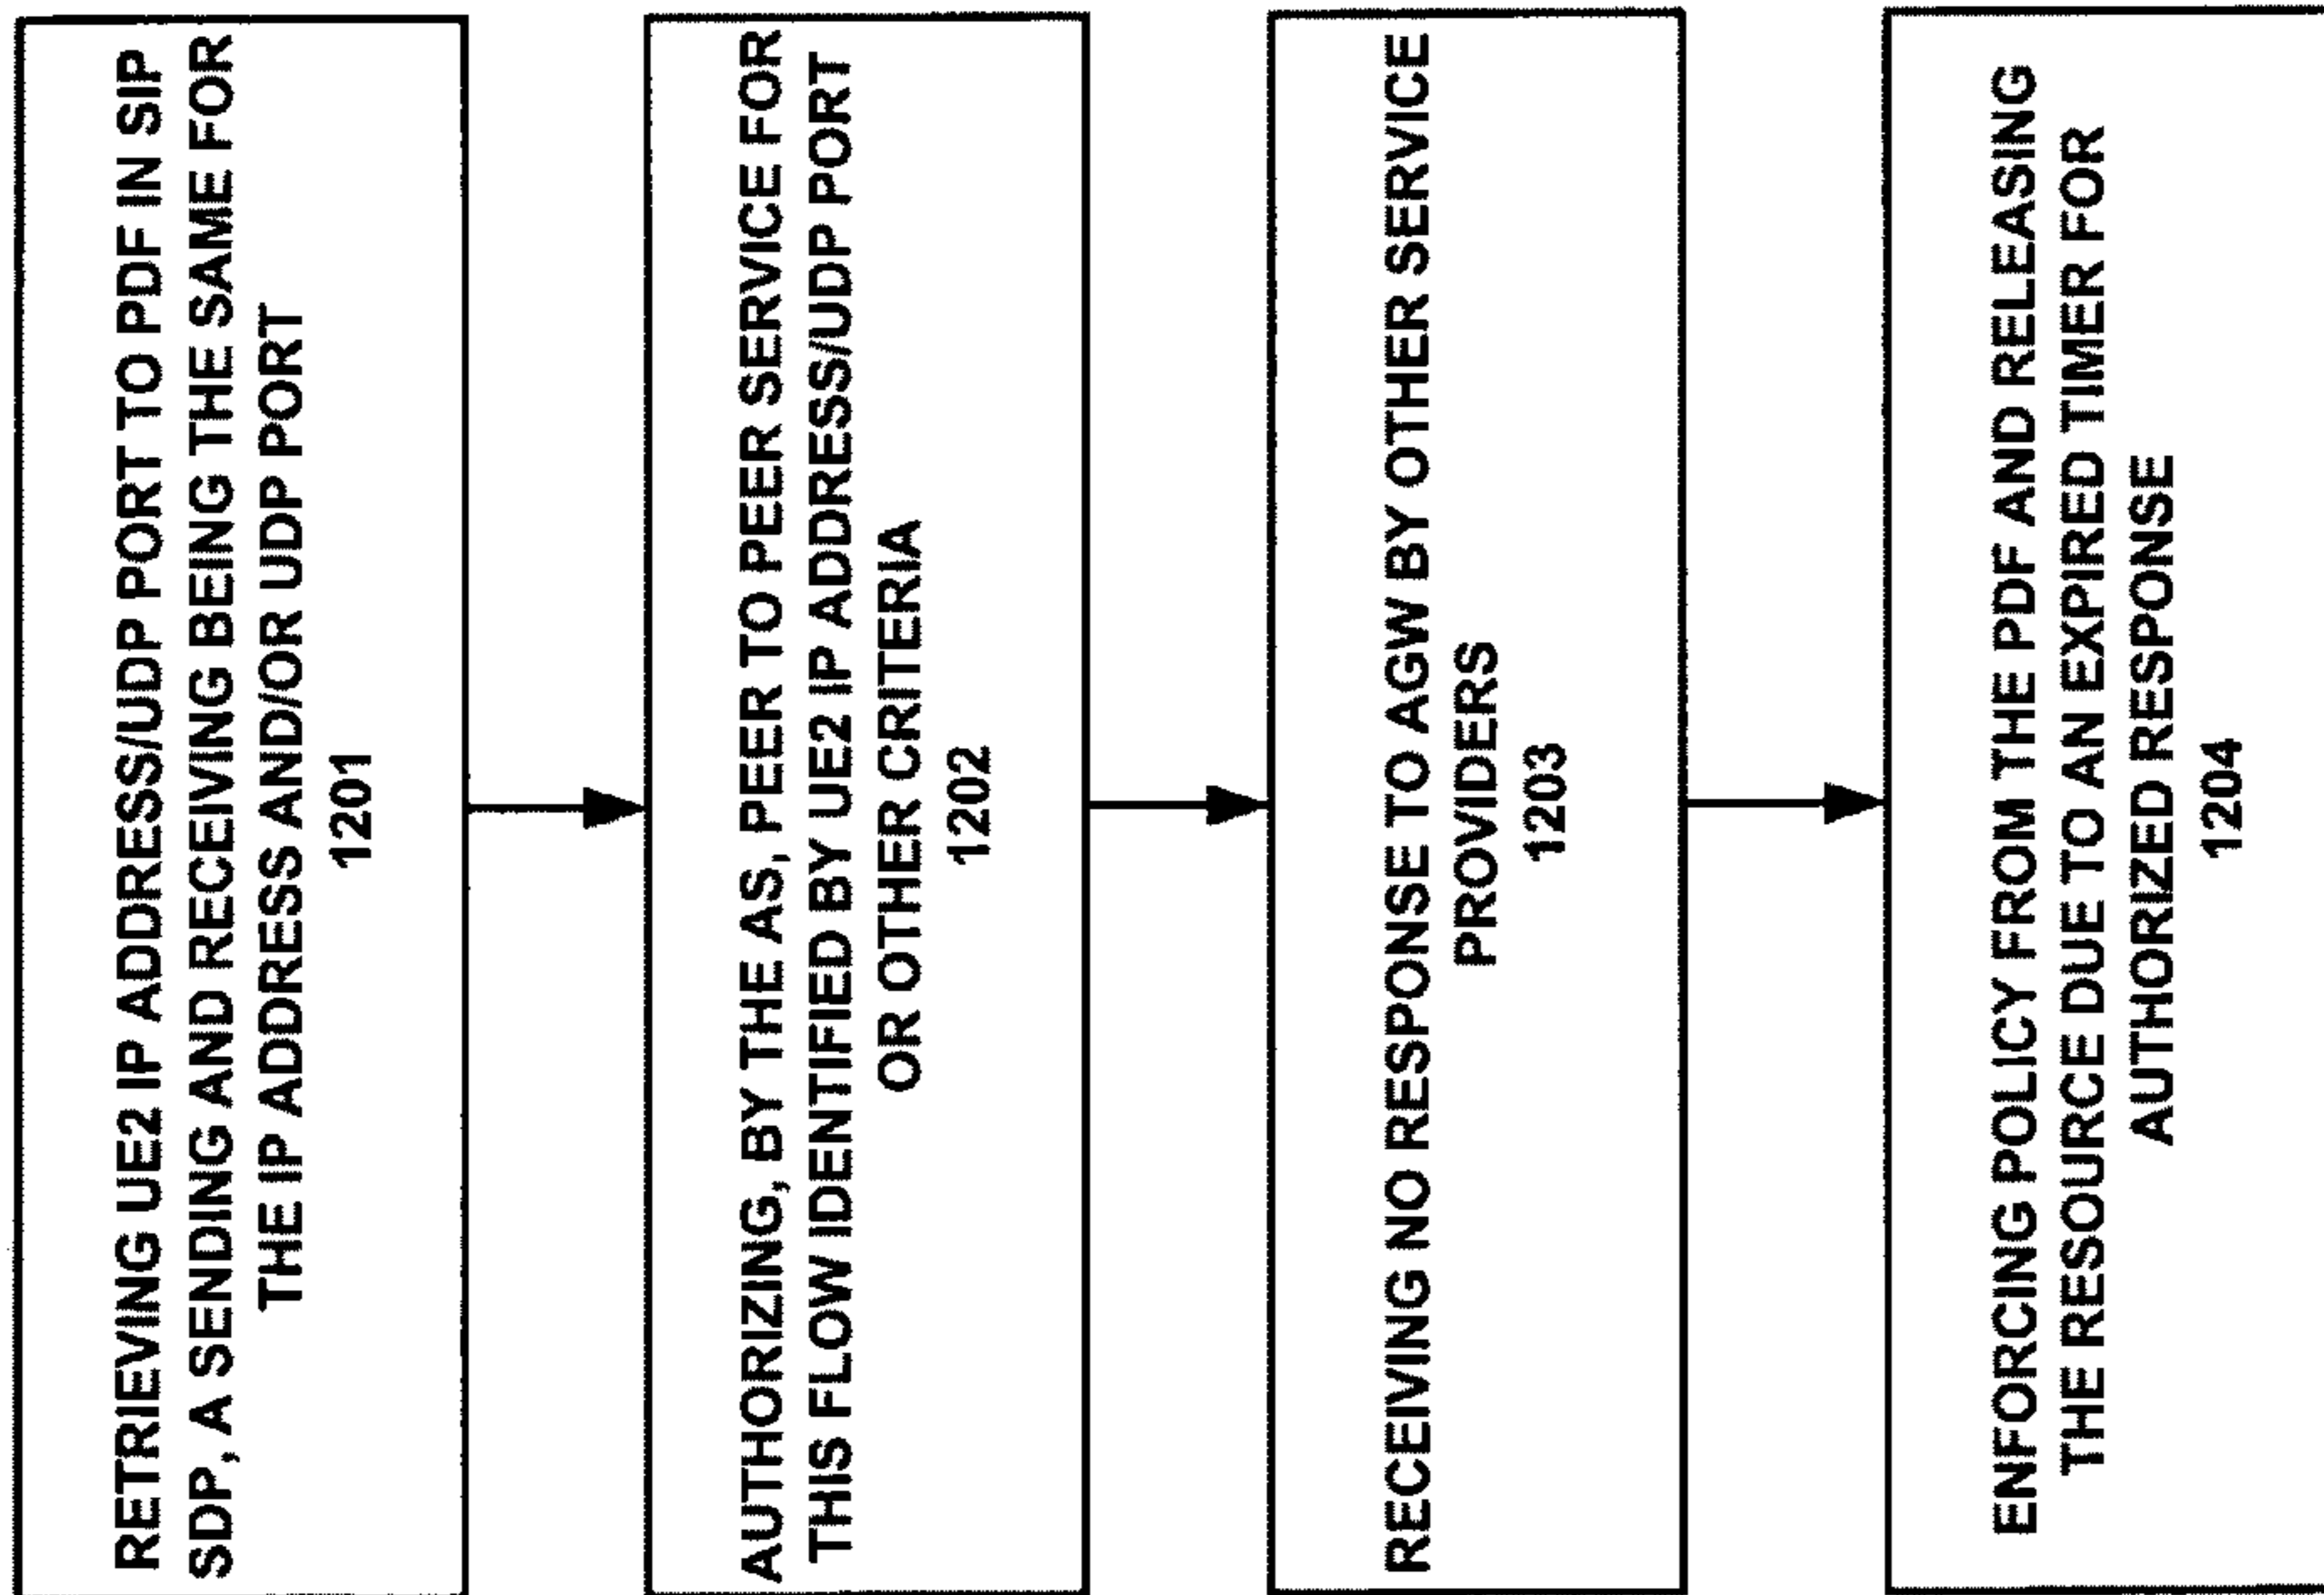 RETRIEVING UE2 IP ADDRESS/UDP PORT TO PDF IN SIP
SDP, A SENDING AND RECEIVING BEING THE SAME FOR
THE IP ADDRESS AND/OR UDP PORT
1201
AUTHORIZING, BY THE AS, PEER TO PEER SERVICE FOR
THIS FLOW IDENTIFIED BY UE2 IP ADDRESS/UDP PORT
OR OTHER CRITERIA
1202
RECEIVING NO RESPONSE TO AGW BY OTHER SERVICE
PROVIDERS
1203
ENFORCING POLICY FROM THE PDF AND RELEASING
THE RESOURCE DUE TO AN EXPIRED TIMER FOR
AUTHORIZED RESPONSE
1204